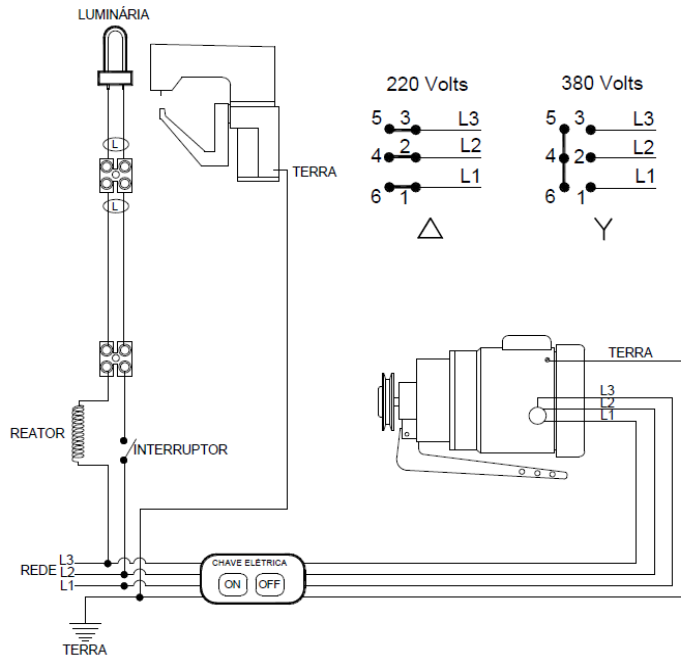 LUMINÁRIA
L
L
TERRA
220 Volts
5 3 L3
4 2 L2
6 1 L1
△
380 Volts
5 3 L3
4 2 L2
6 1 L1
Y
TERRA
L3
L2
L1
REATOR
INTERRUPTOR
REDE
L3
L2
L1
CHAVE ELÉTRICA
ON OFF
TERRA